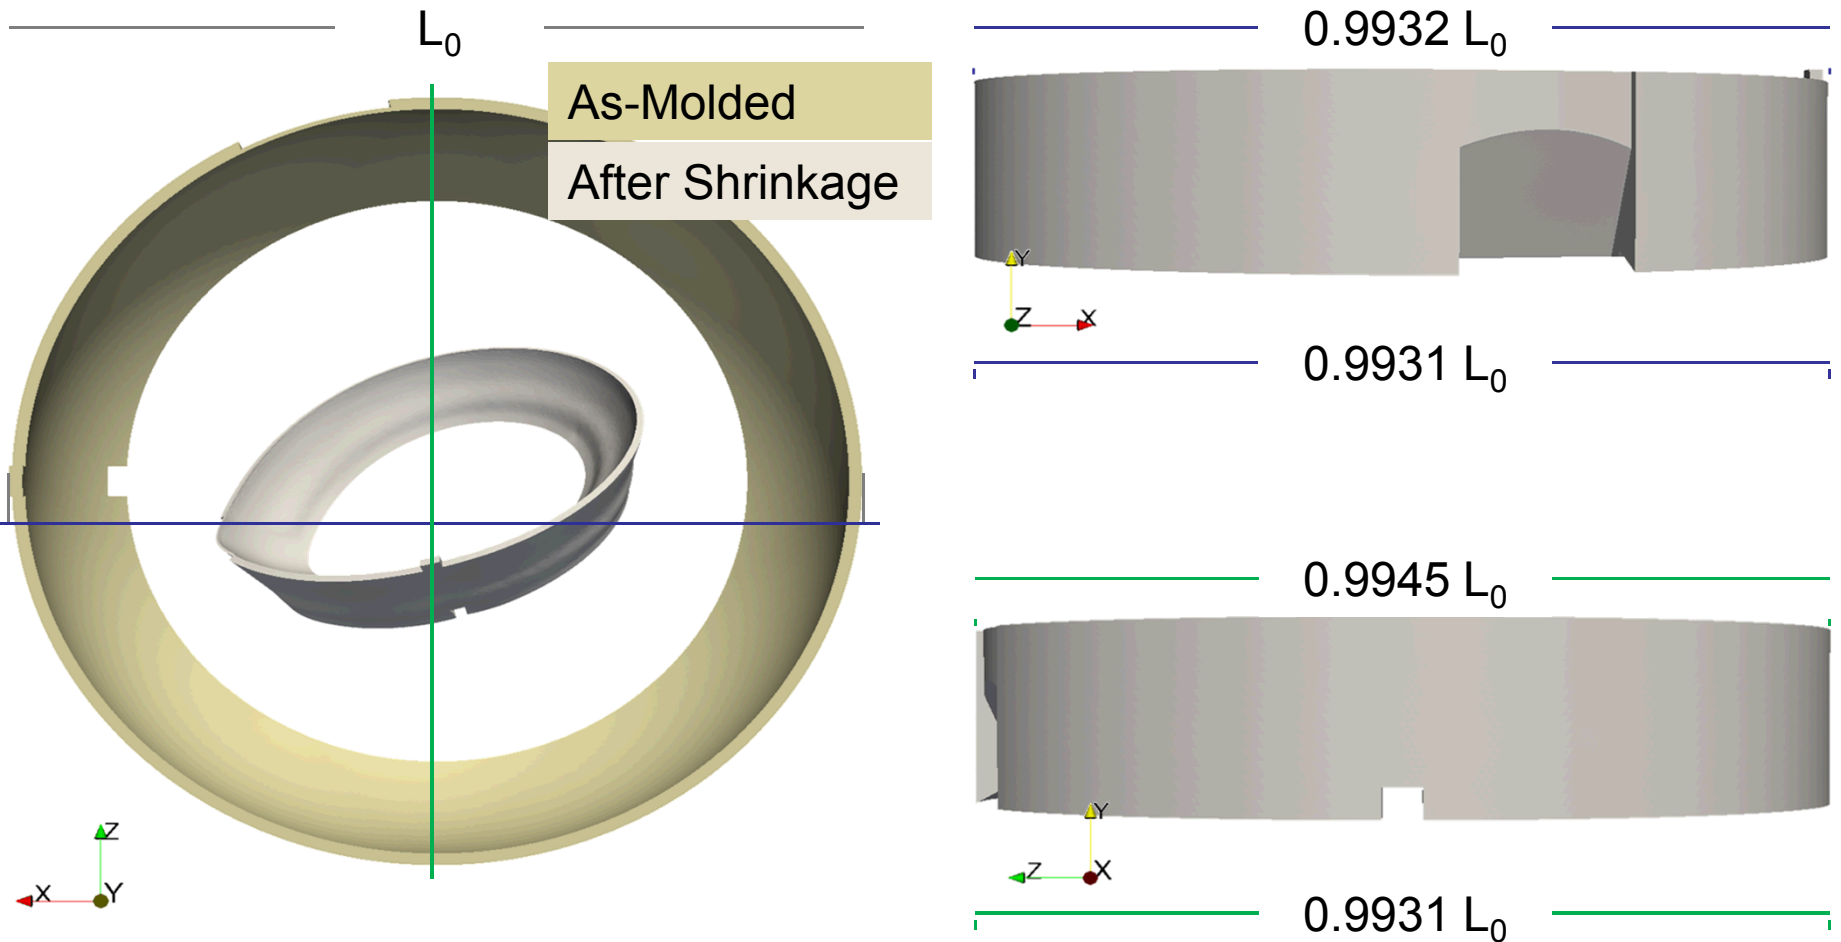 L₀
As-Molded
After Shrinkage
Z
X
Y
0.9932 L₀
Y
Z
X
0.9931 L₀
0.9945 L₀
Y
Z
X
0.9931 L₀